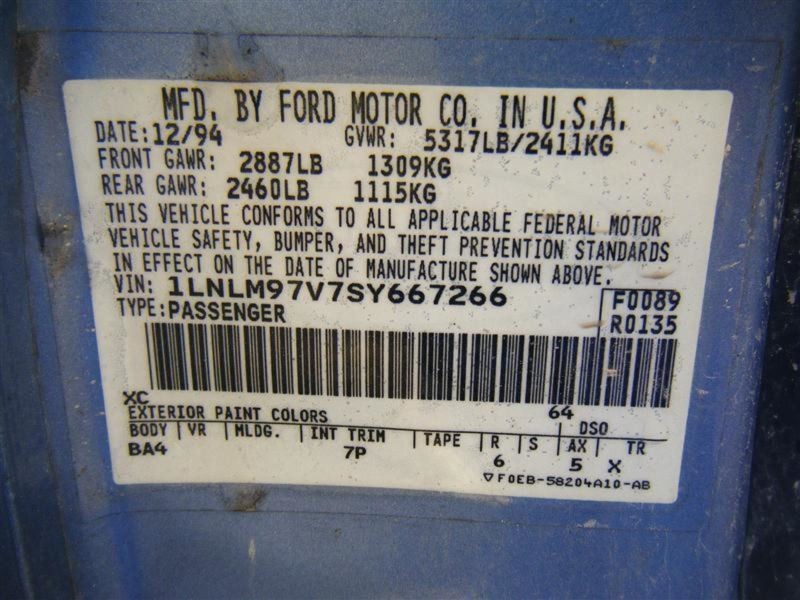 MFD. BY FORD MOTOR CO. IN U.S.A.
DATE: 12/94 GVWR: 5317LB/2411KG
FRONT GAWR: 2887LB 1309KG
REAR GAWR: 2460LB 1115KG
THIS VEHICLE CONFORMS TO ALL APPLICABLE FEDERAL MOTOR
VEHICLE SAFETY, BUMPER, AND THEFT PREVENTION STANDARDS
IN EFFECT ON THE DATE OF MANUFACTURE SHOWN ABOVE.
VIN: 1LNLM97V7SY667266 F0089
TYPE: PASSENGER R0135
XC 64
EXTERIOR PAINT COLORS DSO
BODY VR MLDG. INT TRIM TAPE R S AX TR
BA4 7P 6 5 X
▽F0EB-58204A10-AB